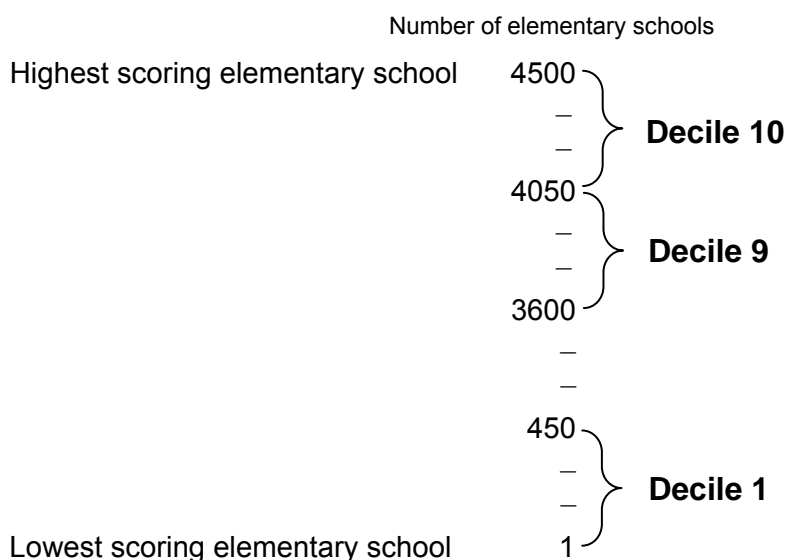 Number of elementary schools
Highest scoring elementary school 4500
–
Decile 10
–
4050
–
Decile 9
–
3600
–
–
450
–
Decile 1
–
Lowest scoring elementary school 1